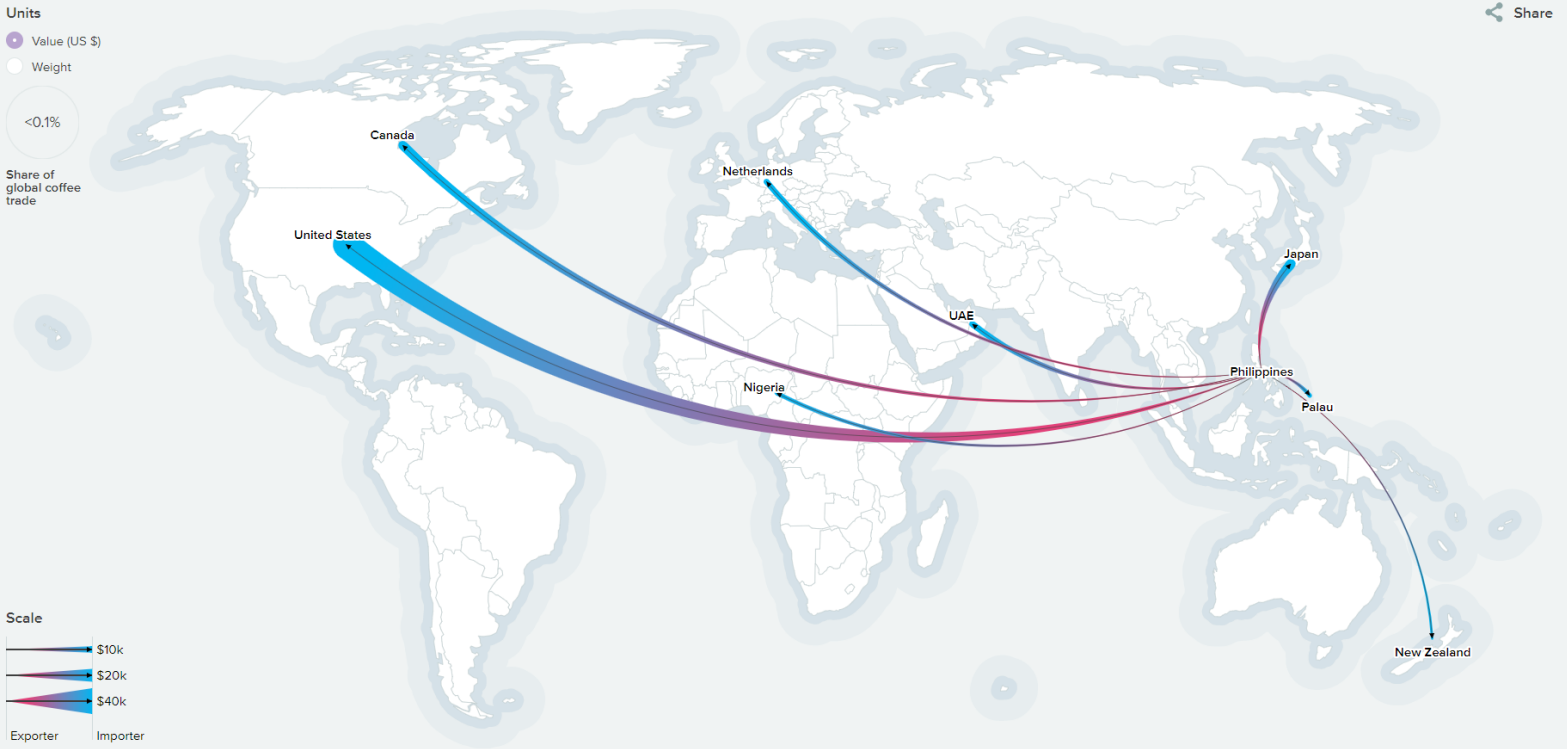 Units
Share
Value (US $)
Weight
<0.1%
Share of
global coffee
trade
Canada
Netherlands
United States
Japan
UAE
Philippines
Nigeria
Palau
New Zealand
Scale
$10k
$20k
$40k
Exporter
Importer